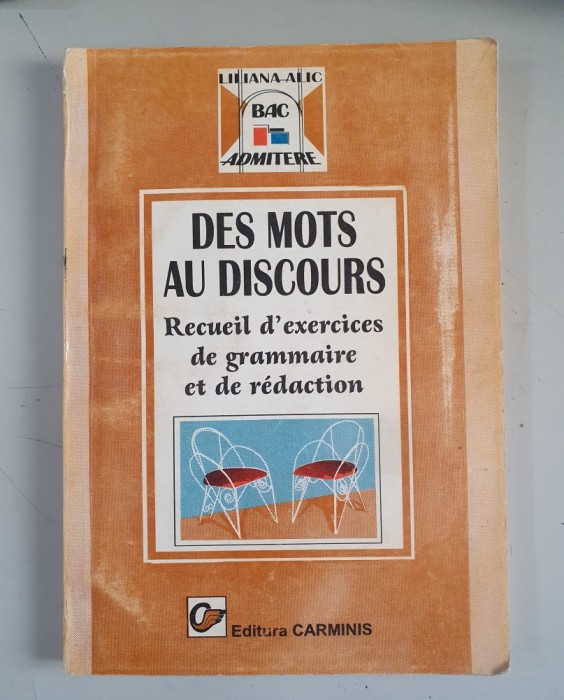 LILIANA ALIC
BAC
ADMITERE
DES MOTS
AU DISCOURS
Recueil d'exercices
de grammaire
et de rédaction
Editura CARMINIS